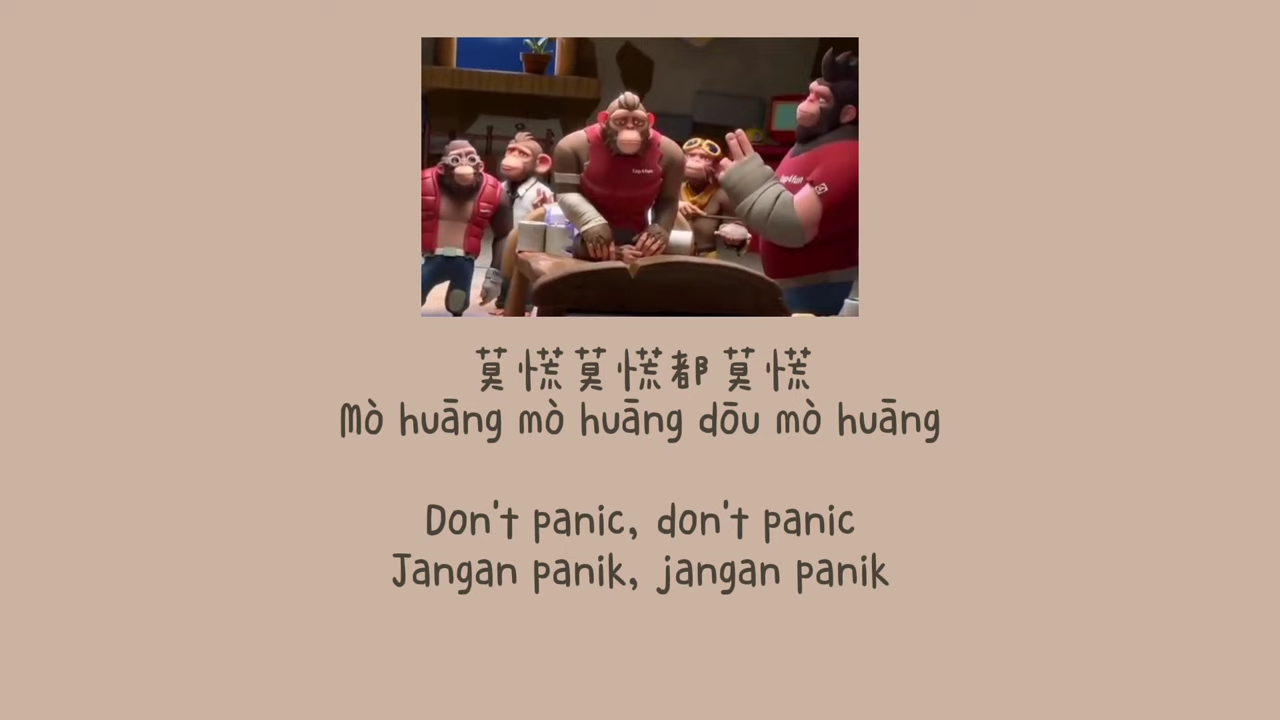 莫慌莫慌都莫慌
Mò huāng mò huāng dōu mò huāng
Don't panic, don't panic
Jangan panik, jangan panik